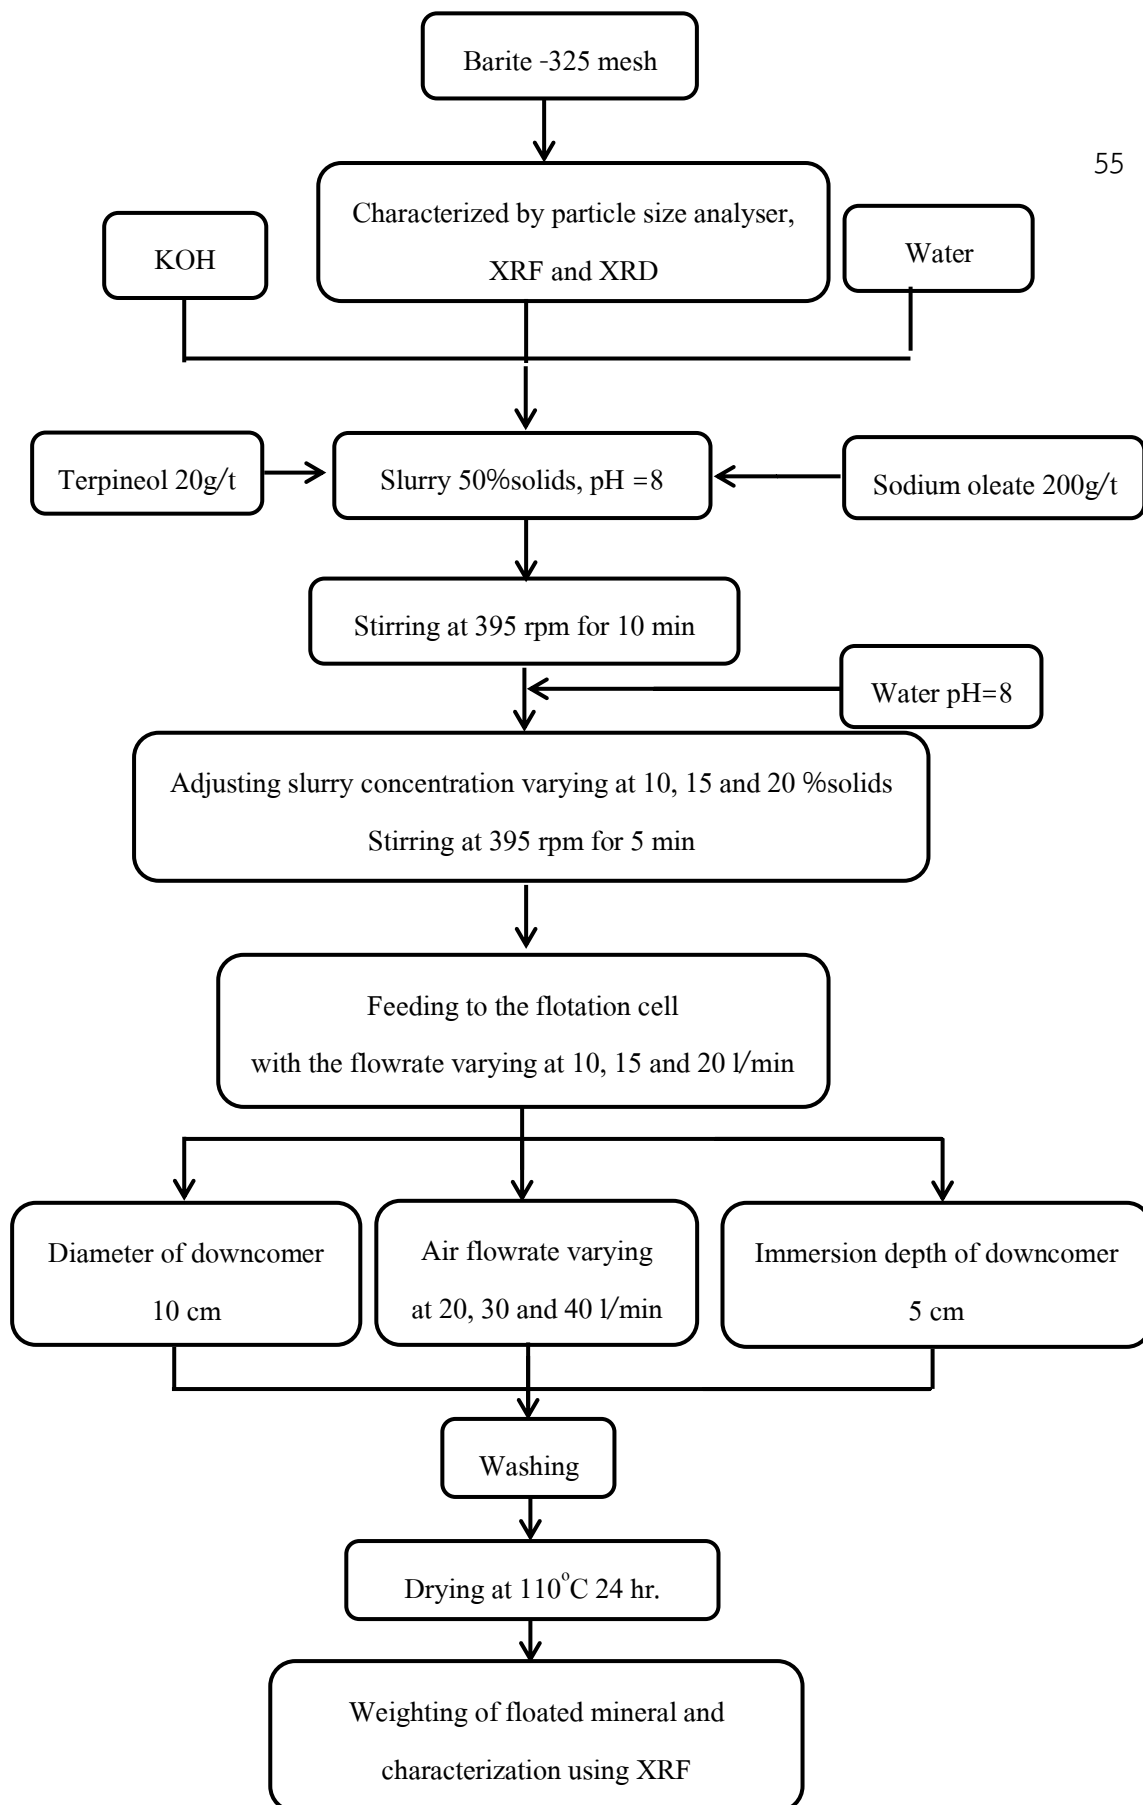 Barite -325 mesh
55
Characterized by particle size analyser,
XRF and XRD
KOH
Water
Terpineol 20g/t
Slurry 50%solids, pH =8
Sodium oleate 200g/t
Stirring at 395 rpm for 10 min
Water pH=8
Adjusting slurry concentration varying at 10, 15 and 20 %solids
Stirring at 395 rpm for 5 min
Feeding to the flotation cell
with the flowrate varying at 10, 15 and 20 l/min
Diameter of downcomer
10 cm
Air flowrate varying
at 20, 30 and 40 l/min
Immersion depth of downcomer
5 cm
Washing
Drying at 110°C 24 hr.
Weighting of floated mineral and
characterization using XRF